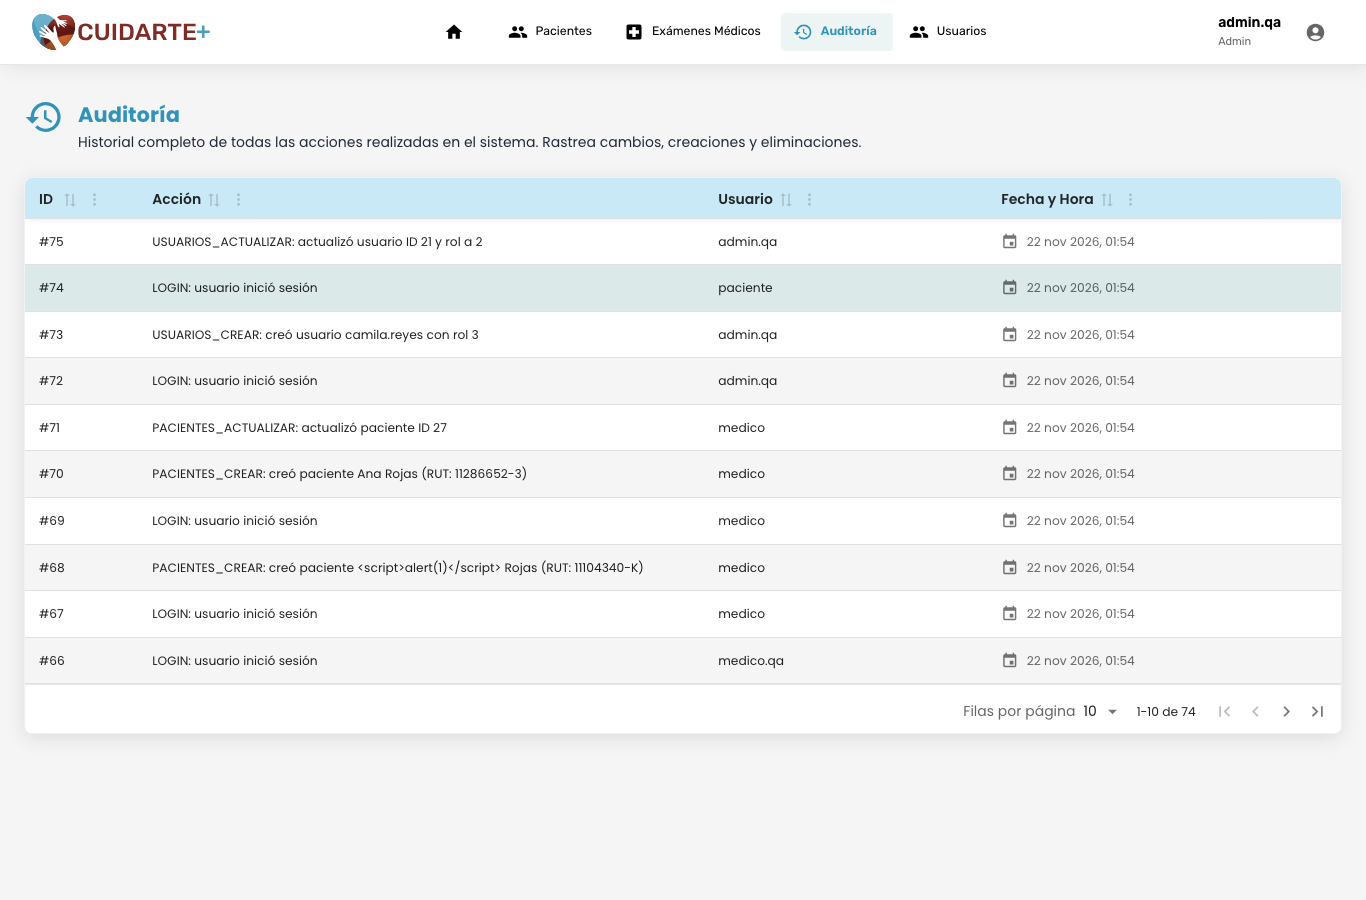 CUIDARTE+
Pacientes
Exámenes Médicos
Auditoría
Usuarios
admin.qa
Admin
Auditoría
Historial completo de todas las acciones realizadas en el sistema. Rastrea cambios, creaciones y eliminaciones.
ID Acción Usuario Fecha y Hora
#75 USUARIOS_ACTUALIZAR: actualizó usuario ID 21 y rol a 2 admin.qa 22 nov 2026, 01:54
#74 LOGIN: usuario inició sesión paciente 22 nov 2026, 01:54
#73 USUARIOS_CREAR: creó usuario camila.reyes con rol 3 admin.qa 22 nov 2026, 01:54
#72 LOGIN: usuario inició sesión admin.qa 22 nov 2026, 01:54
#71 PACIENTES_ACTUALIZAR: actualizó paciente ID 27 medico 22 nov 2026, 01:54
#70 PACIENTES_CREAR: creó paciente Ana Rojas (RUT: 11286652-3) medico 22 nov 2026, 01:54
#69 LOGIN: usuario inició sesión medico 22 nov 2026, 01:54
#68 PACIENTES_CREAR: creó paciente <script>alert(1)</script> Rojas (RUT: 11104340-K) medico 22 nov 2026, 01:54
#67 LOGIN: usuario inició sesión medico 22 nov 2026, 01:54
#66 LOGIN: usuario inició sesión medico.qa 22 nov 2026, 01:54
Filas por página 10 1-10 de 74